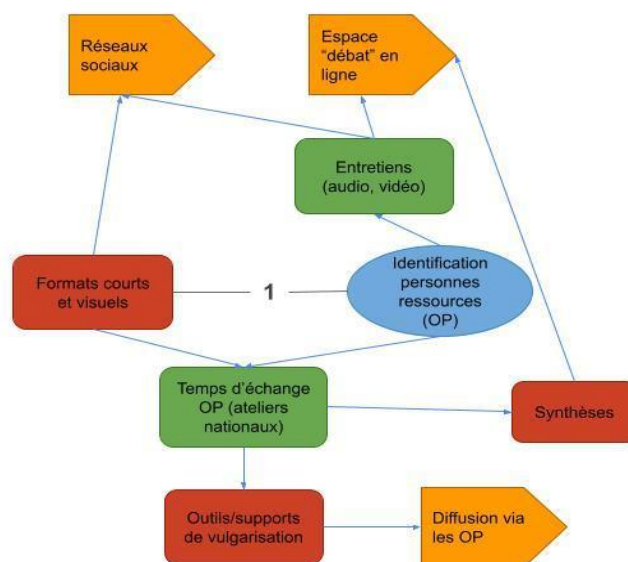 Réseaux
sociaux
Espace
“débat” en
ligne
Entretiens
(audio, vidéo)
Formats courts
et visuels
1
Identification
personnes
ressources
(OP)
Temps d’échange
OP (ateliers
nationaux)
Synthèses
Outils/supports
de vulgarisation
Diffusion via
les OP